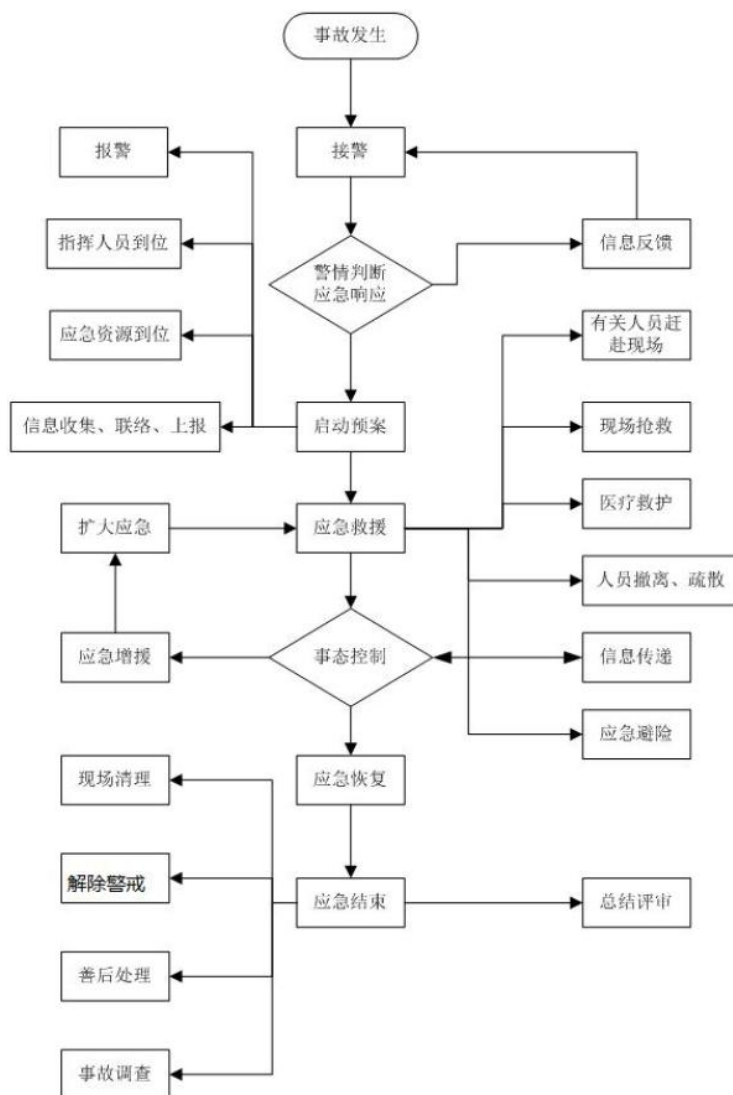 事故发生
报警
接警
指挥人员到位
警情判断
应急响应
信息反馈
应急资源到位
有关人员赶
赴现场
信息收集、联络、上报
启动预案
现场抢救
扩大应急
应急救援
医疗救护
人员撤离、疏散
应急增援
事态控制
信息传递
应急避险
现场清理
应急恢复
解除警戒
应急结束
总结评审
善后处理
事故调查